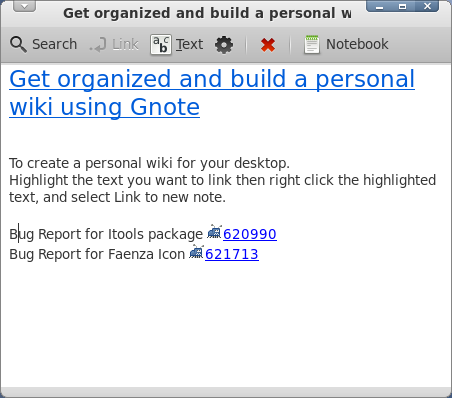 Get organized and build a personal w
Search Link Text Notebook
Get organized and build a personal
wiki using Gnote
To create a personal wiki for your desktop.
Highlight the text you want to link then right click the highlighted
text, and select Link to new note.
Bug Report for Itools package 620990
Bug Report for Faenza Icon 621713